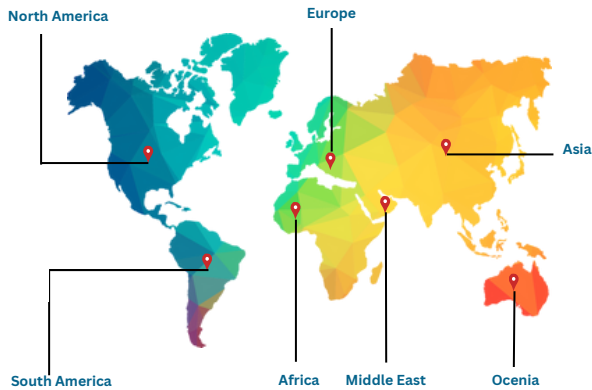 North America
Europe
Asia
South America
Africa
Middle East
Ocenia